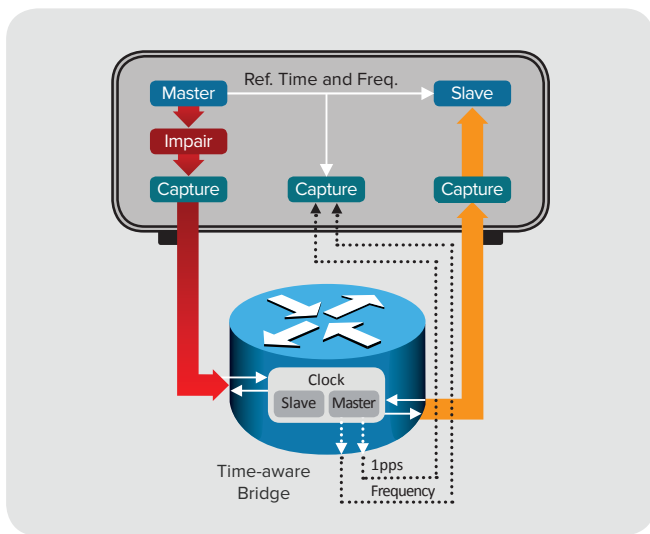 Ref. Time and Freq.
Master
Slave
Impair
Capture
Capture
Capture
Clock
Slave
Master
Time-aware
Bridge
1pps
Frequency